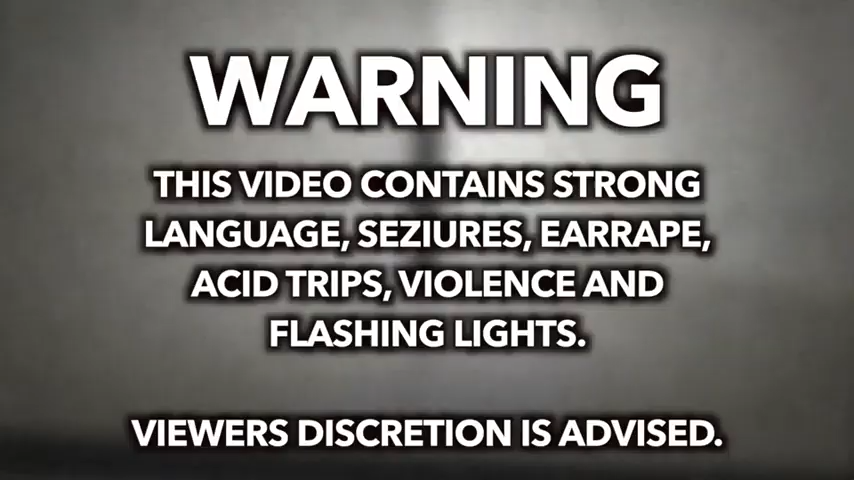 WARNING
THIS VIDEO CONTAINS STRONG
LANGUAGE, SEZIURES, EARRAPE,
ACID TRIPS, VIOLENCE AND
FLASHING LIGHTS.
VIEWERS DISCRETION IS ADVISED.